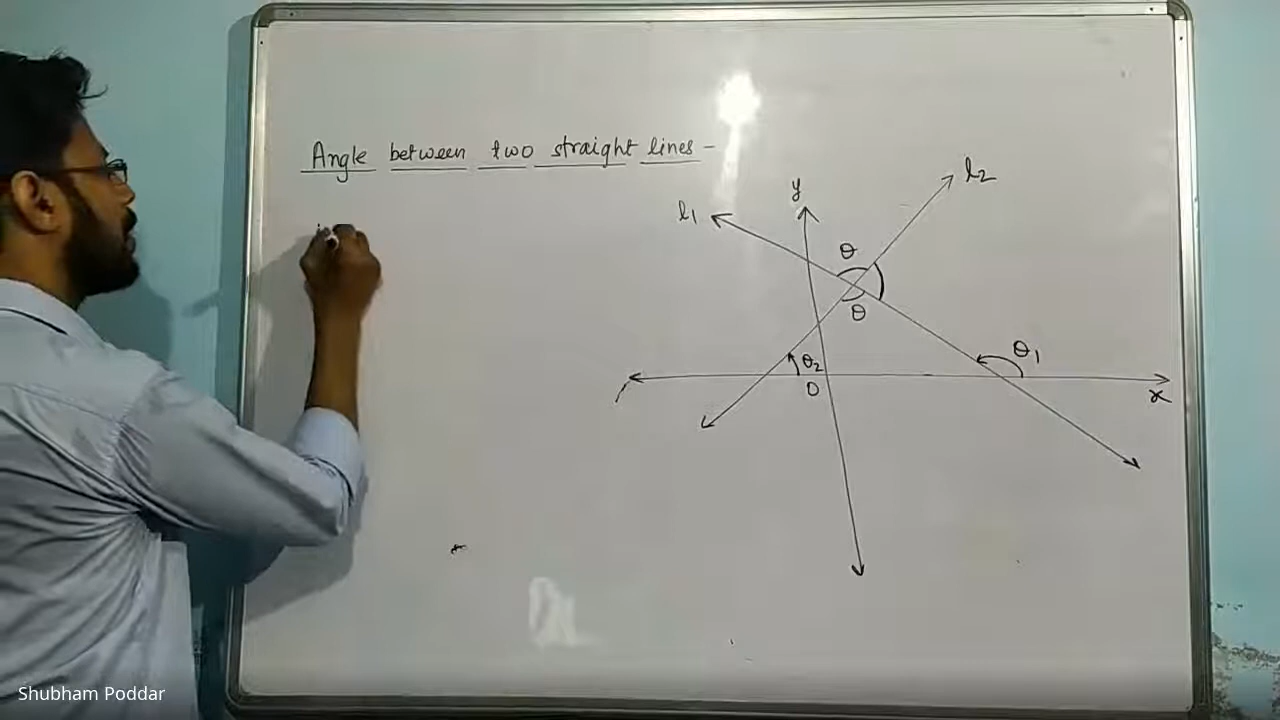 Angle between two straight lines -
l2
y
l1
θ
θ
θ1
θ2
O
x
Shubham Poddar